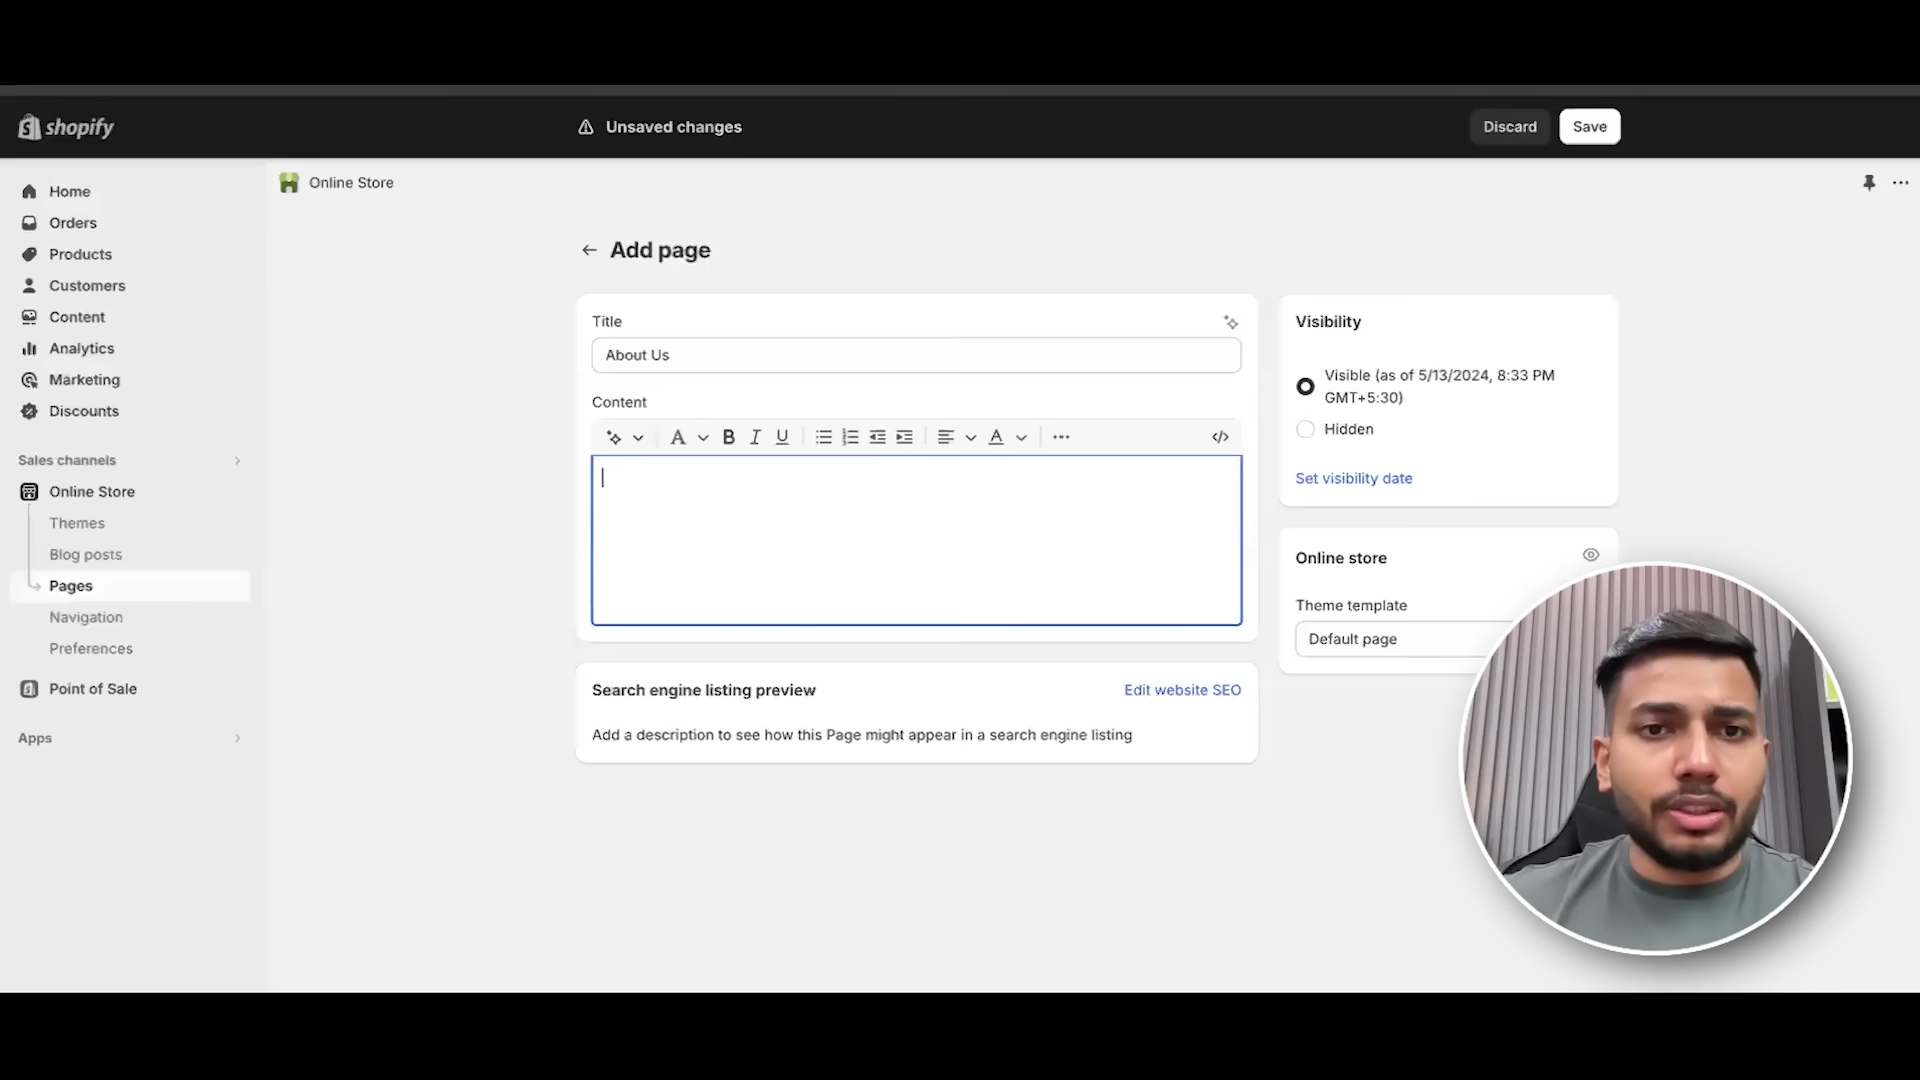 shopify
Unsaved changes
Discard
Save
Home
Orders
Products
Customers
Content
Analytics
Marketing
Discounts
Sales channels
Online Store
Themes
Blog posts
Pages
Navigation
Preferences
Point of Sale
Apps
Online Store
Add page
Title
About Us
Content
A
B
I
U
A
Search engine listing preview
Edit website SEO
Add a description to see how this Page might appear in a search engine listing
Visibility
Visible (as of 5/13/2024, 8:33 PM
GMT+5:30)
Hidden
Set visibility date
Online store
Theme template
Default page